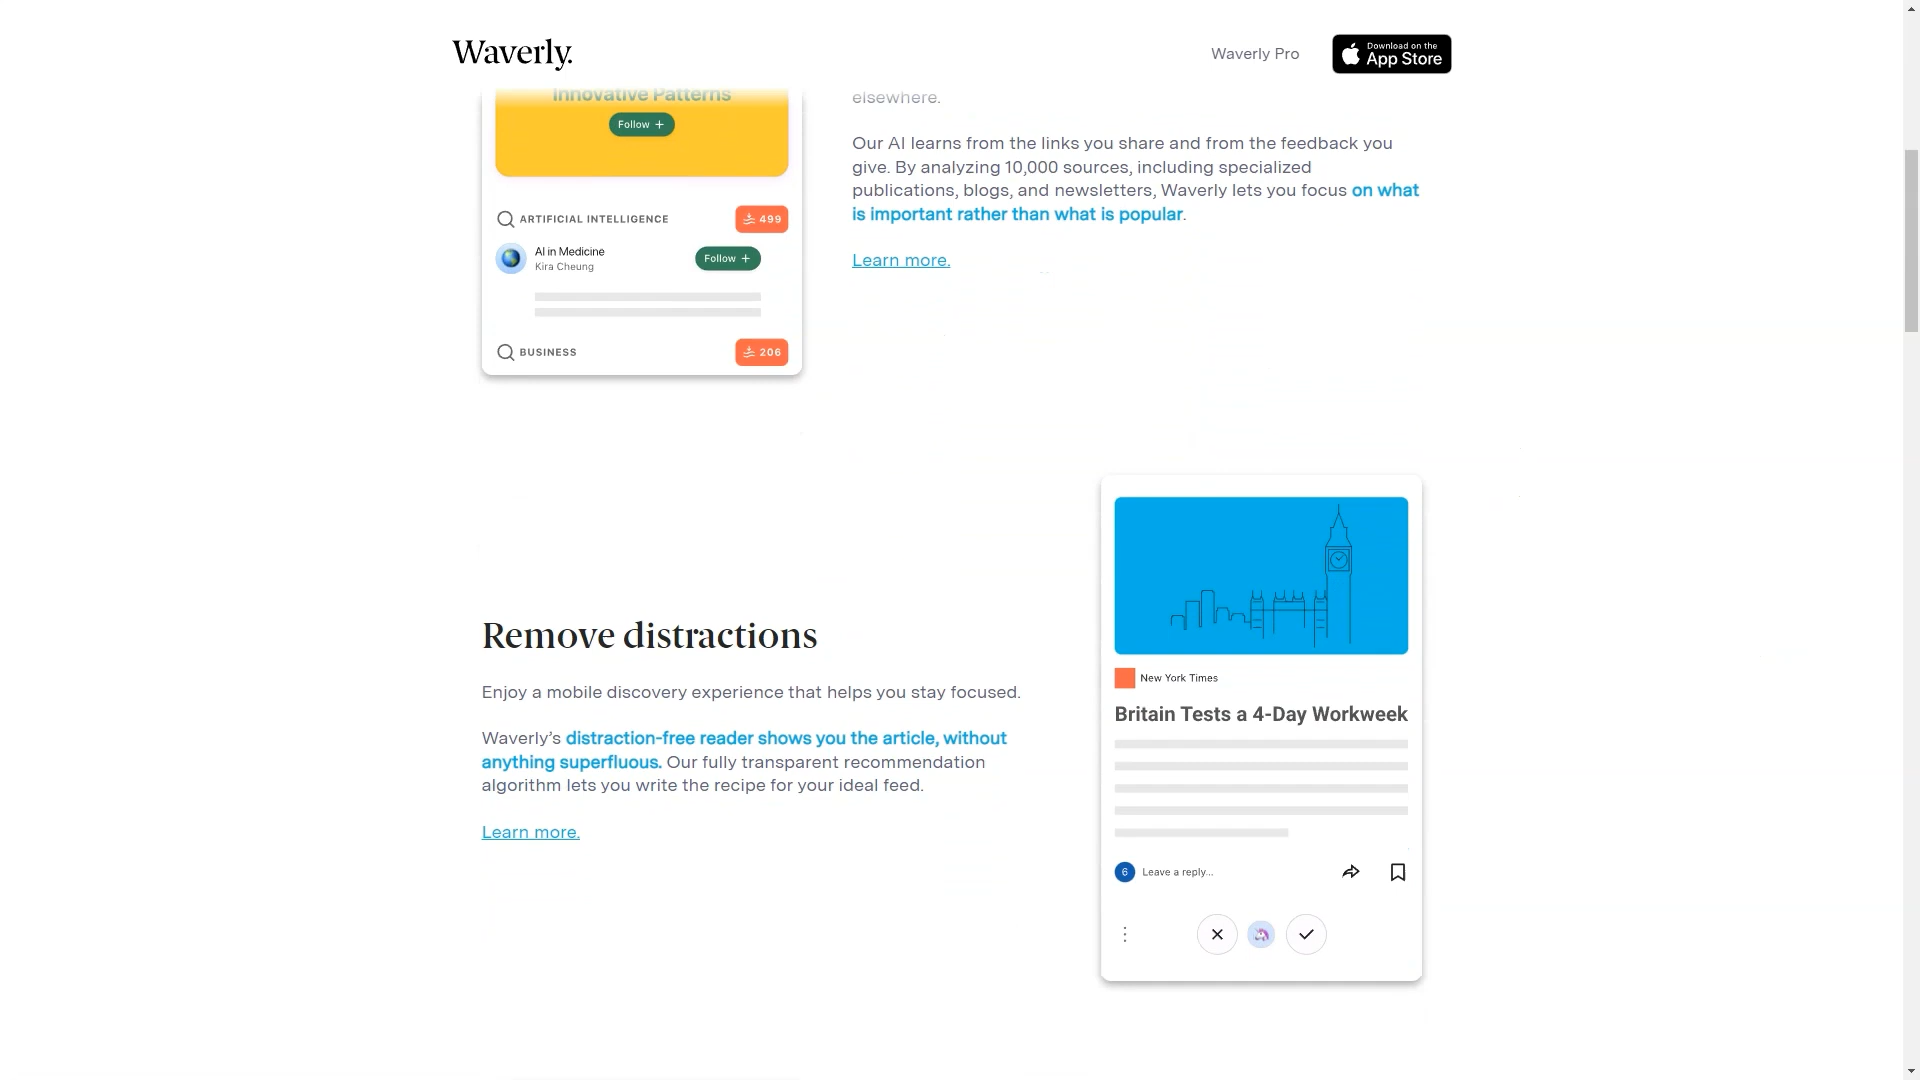 Waverly.
Waverly Pro
Download on the
App Store
Innovative Patterns
Follow +
ARTIFICIAL INTELLIGENCE
499
AI in Medicine
Kira Cheung
Follow +
BUSINESS
206
elsewhere.
Our AI learns from the links you share and from the feedback you
give. By analyzing 10,000 sources, including specialized
publications, blogs, and newsletters, Waverly lets you focus on what
is important rather than what is popular.
Learn more.
Remove distractions
Enjoy a mobile discovery experience that helps you stay focused.
Waverly’s distraction-free reader shows you the article, without
anything superfluous. Our fully transparent recommendation
algorithm lets you write the recipe for your ideal feed.
Learn more.
New York Times
Britain Tests a 4-Day Workweek
6
Leave a reply...